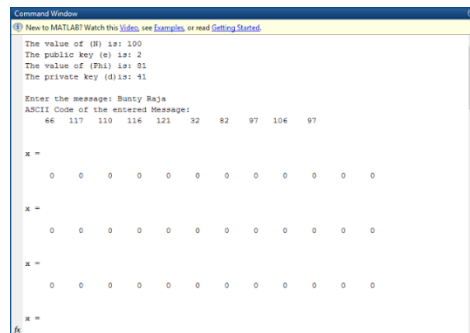 Command Window
New to MATLAB? Watch this Video, see Examples, or read Getting Started.
The value of (N) is: 100
The public key (e) is: 2
The value of (Phi) is: 81
The private key (d)is: 41
Enter the message: Bunty Raja
ASCII Code of the entered Message:
66 117 110 116 121 32 82 97 106 97
x =
0 0 0 0 0 0 0 0 0 0 0 0
x =
0 0 0 0 0 0 0 0 0 0 0 0
x =
0 0 0 0 0 0 0 0 0 0 0 0
x =
fx